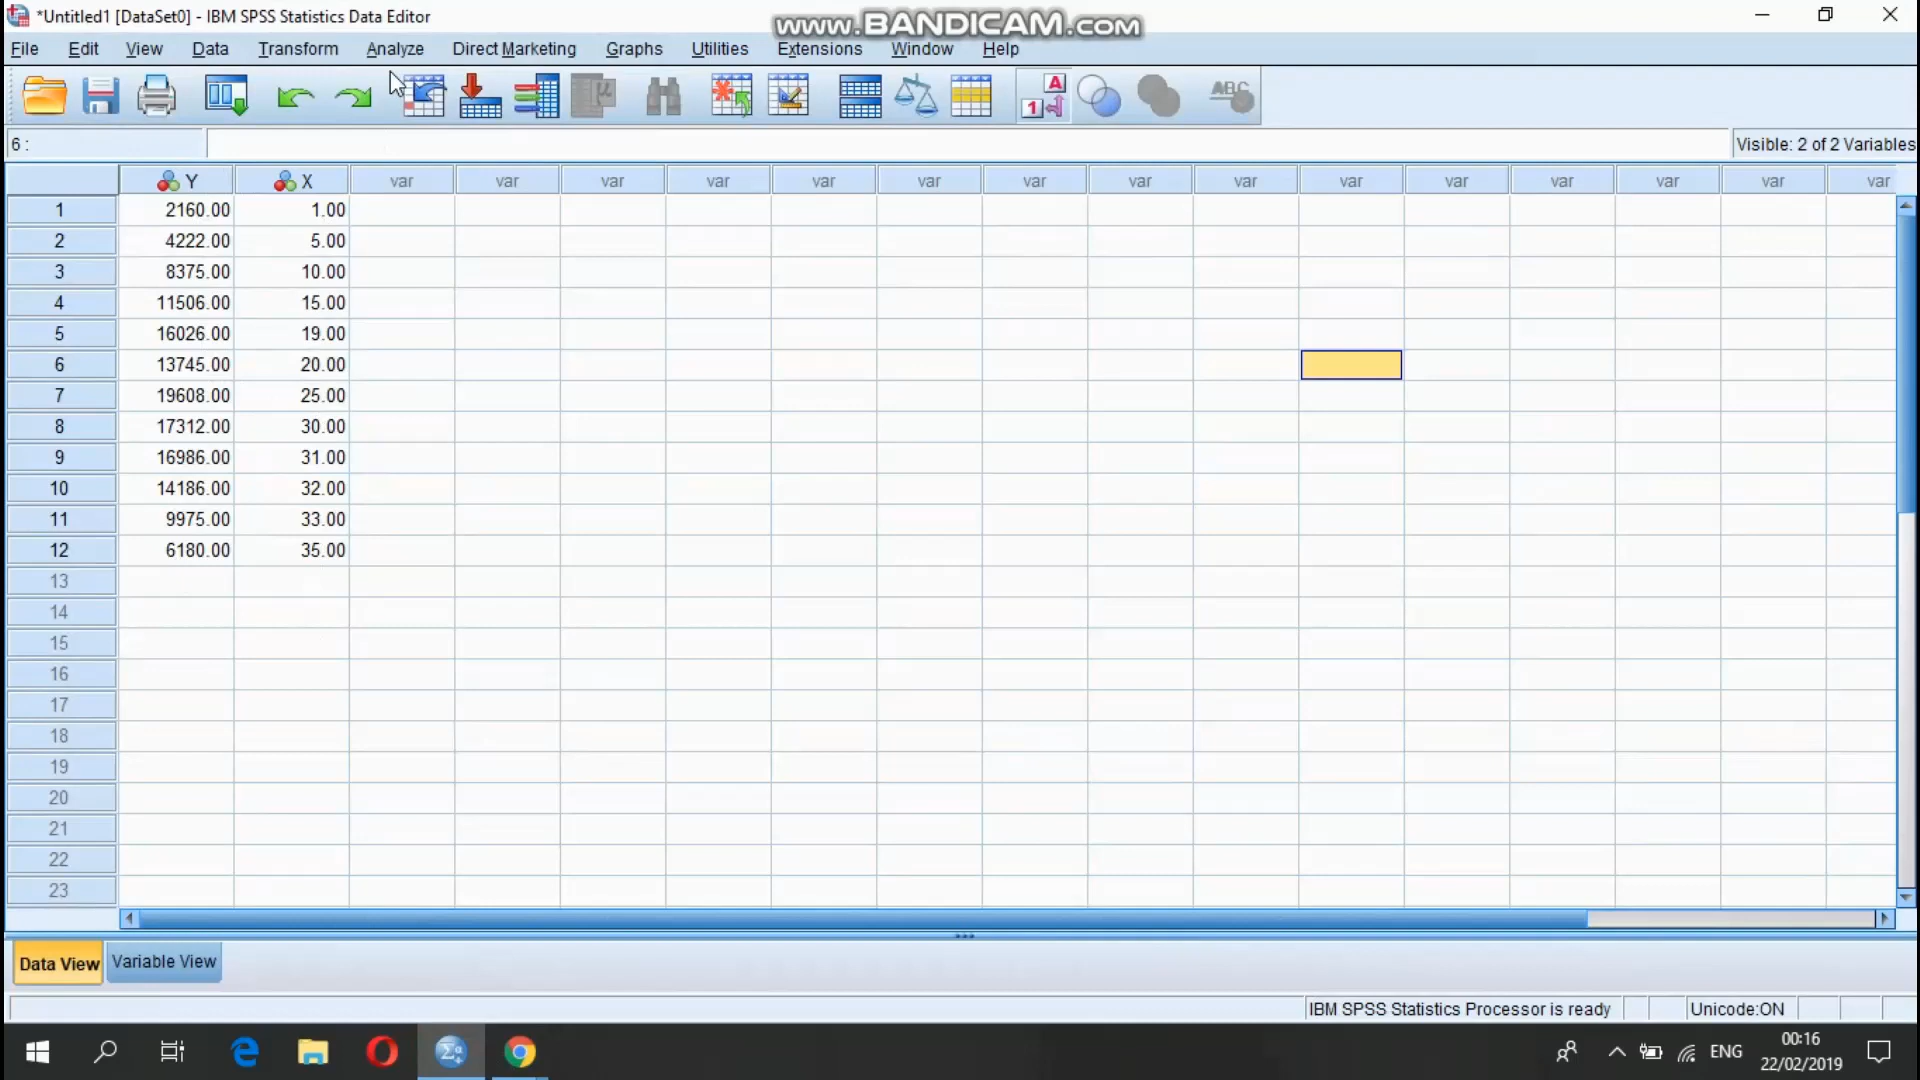 *Untitled1 [DataSet0] - IBM SPSS Statistics Data Editor
www.BANDICAM.com
File Edit View Data Transform Analyze Direct Marketing Graphs Utilities Extensions Window Help
A
1
μ
ABC
6 :
Visible: 2 of 2 Variables
Y X var var var var var var var var var var var var var var var
1 2160.00 1.00
2 4222.00 5.00
3 8375.00 10.00
4 11506.00 15.00
5 16026.00 19.00
6 13745.00 20.00
7 19608.00 25.00
8 17312.00 30.00
9 16986.00 31.00
10 14186.00 32.00
11 9975.00 33.00
12 6180.00 35.00
13
14
15
16
17
18
19
20
21
22
23
Data View Variable View
IBM SPSS Statistics Processor is ready Unicode:ON
ENG
00:16
22/02/2019